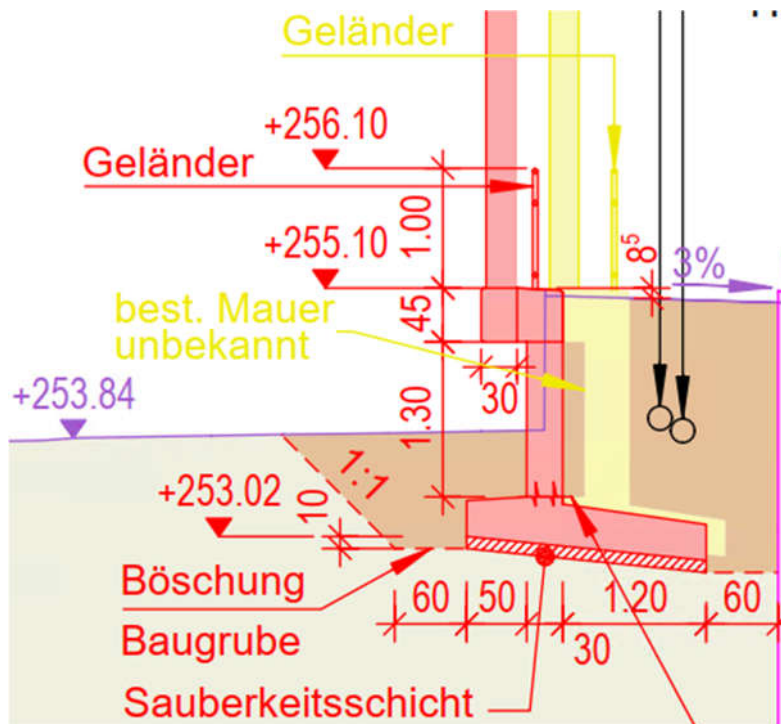 Geländer
+256.10
Geländer
1.00
+255.10
8⁵
3%
45
best. Mauer
unbekannt
30
+253.84
1.30
1:1
+253.02
10
Böschung
60
50
1.20
60
Baugrube
30
Sauberkeitsschicht